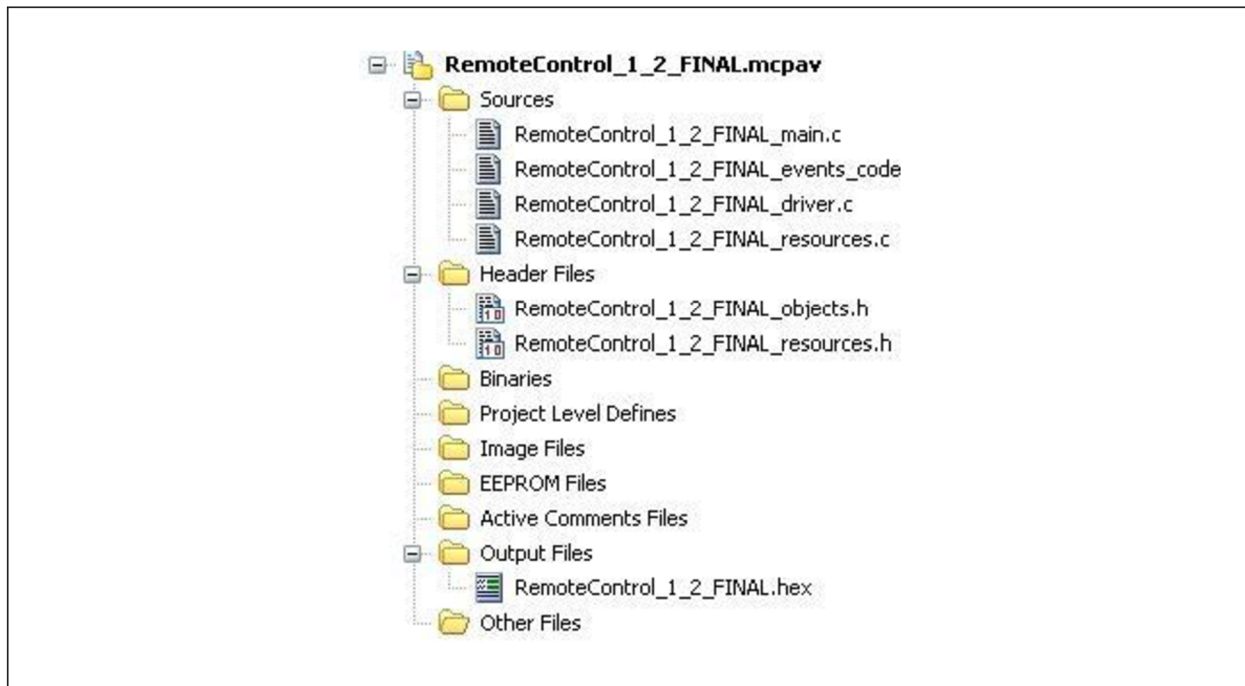 RemoteControl_1_2_FINAL.mcpav
Sources
RemoteControl_1_2_FINAL_main.c
RemoteControl_1_2_FINAL_events_code
RemoteControl_1_2_FINAL_driver.c
RemoteControl_1_2_FINAL_resources.c
Header Files
RemoteControl_1_2_FINAL_objects.h
RemoteControl_1_2_FINAL_resources.h
Binaries
Project Level Defines
Image Files
EEPROM Files
Active Comments Files
Output Files
RemoteControl_1_2_FINAL.hex
Other Files